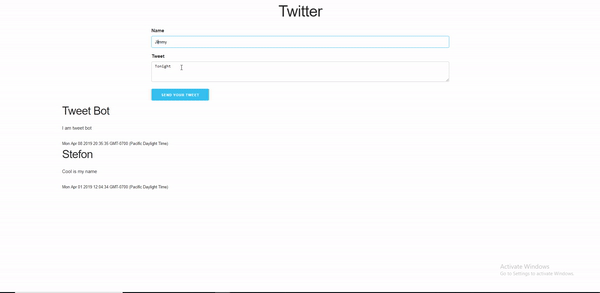 Twitter
Name
Tweet
Tonight
SEND YOUR TWEET
Tweet Bot
I am tweet bot
Mon Apr 08 2019 20:30:35 GMT-0700 (Pacific Daylight Time)
Stefon
Cool is my name
Mon Apr 01 2019 12:04:34 GMT-0700 (Pacific Daylight Time)
Activate Windows
Go to Settings to activate Windows.